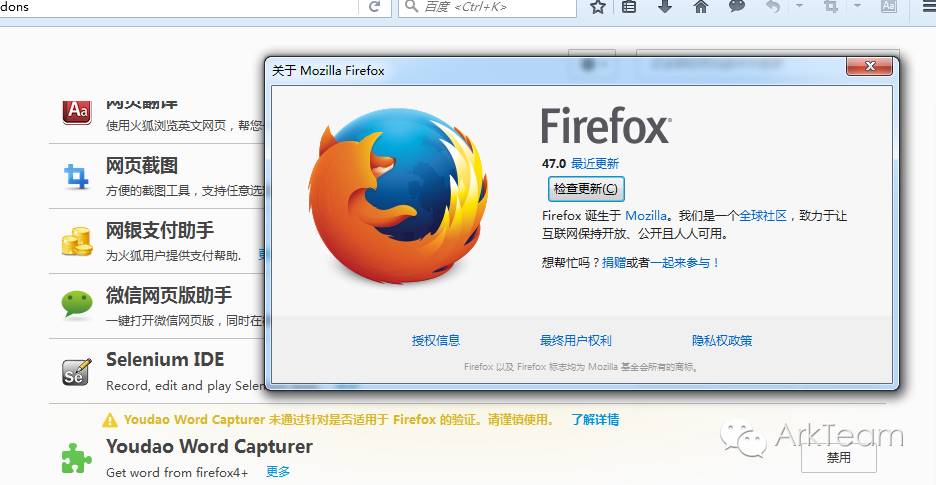 dons
百度 <Ctrl+K>
关于 Mozilla Firefox
Aa
网页翻译
使用火狐浏览英文网页，帮您
网页截图
方便的截图工具，支持任意选
网银支付助手
为火狐用户提供支付帮助.
微信网页版助手
一键打开微信网页版，同时在
Se
Selenium IDE
Record, edit and play Selen
Firefox
47.0 最近更新
检查更新(C)
Firefox 诞生于 Mozilla。我们是一个全球社区，致力于让
互联网保持开放、公开且人人可用。
想帮忙吗？捐赠或者一起来参与！
授权信息 最终用户权利 隐私权政策
Firefox 以及 Firefox 标志均为 Mozilla 基金会所有的商标。
Youdao Word Capturer 未通过针对是否适用于 Firefox 的验证。请谨慎使用。 了解详情
Youdao Word Capturer
Get word from firefox4+ 更多
禁用
ArkTeam